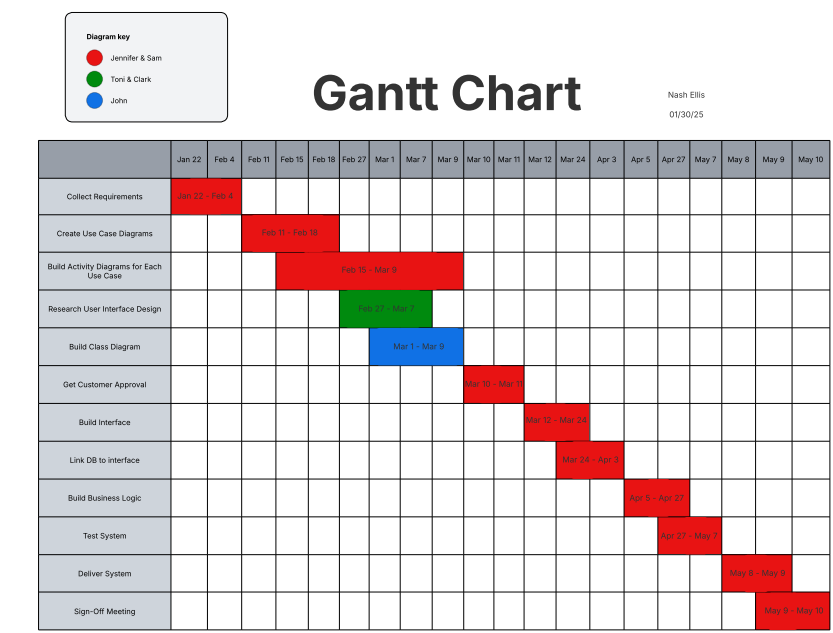 Diagram key
Jennifer & Sam
Toni & Clark
John
Gantt Chart
Nash Ellis
01/30/25
Jan 22 Feb 4 Feb 11 Feb 15 Feb 18 Feb 27 Mar 1 Mar 7 Mar 9 Mar 10 Mar 11 Mar 12 Mar 24 Apr 3 Apr 5 Apr 27 May 7 May 8 May 9 May 10
Collect Requirements Jan 22 - Feb 4
Create Use Case Diagrams Feb 11 - Feb 18
Build Activity Diagrams for Each
Use Case
Feb 15 - Mar 9
Research User Interface Design Feb 27 - Mar 7
Build Class Diagram Mar 1 - Mar 9
Get Customer Approval Mar 10 - Mar 11
Build Interface Mar 12 - Mar 24
Link DB to interface Mar 24 - Apr 3
Build Business Logic Apr 5 - Apr 27
Test System Apr 27 - May 7
Deliver System May 8 - May 9
Sign-Off Meeting May 9 - May 10